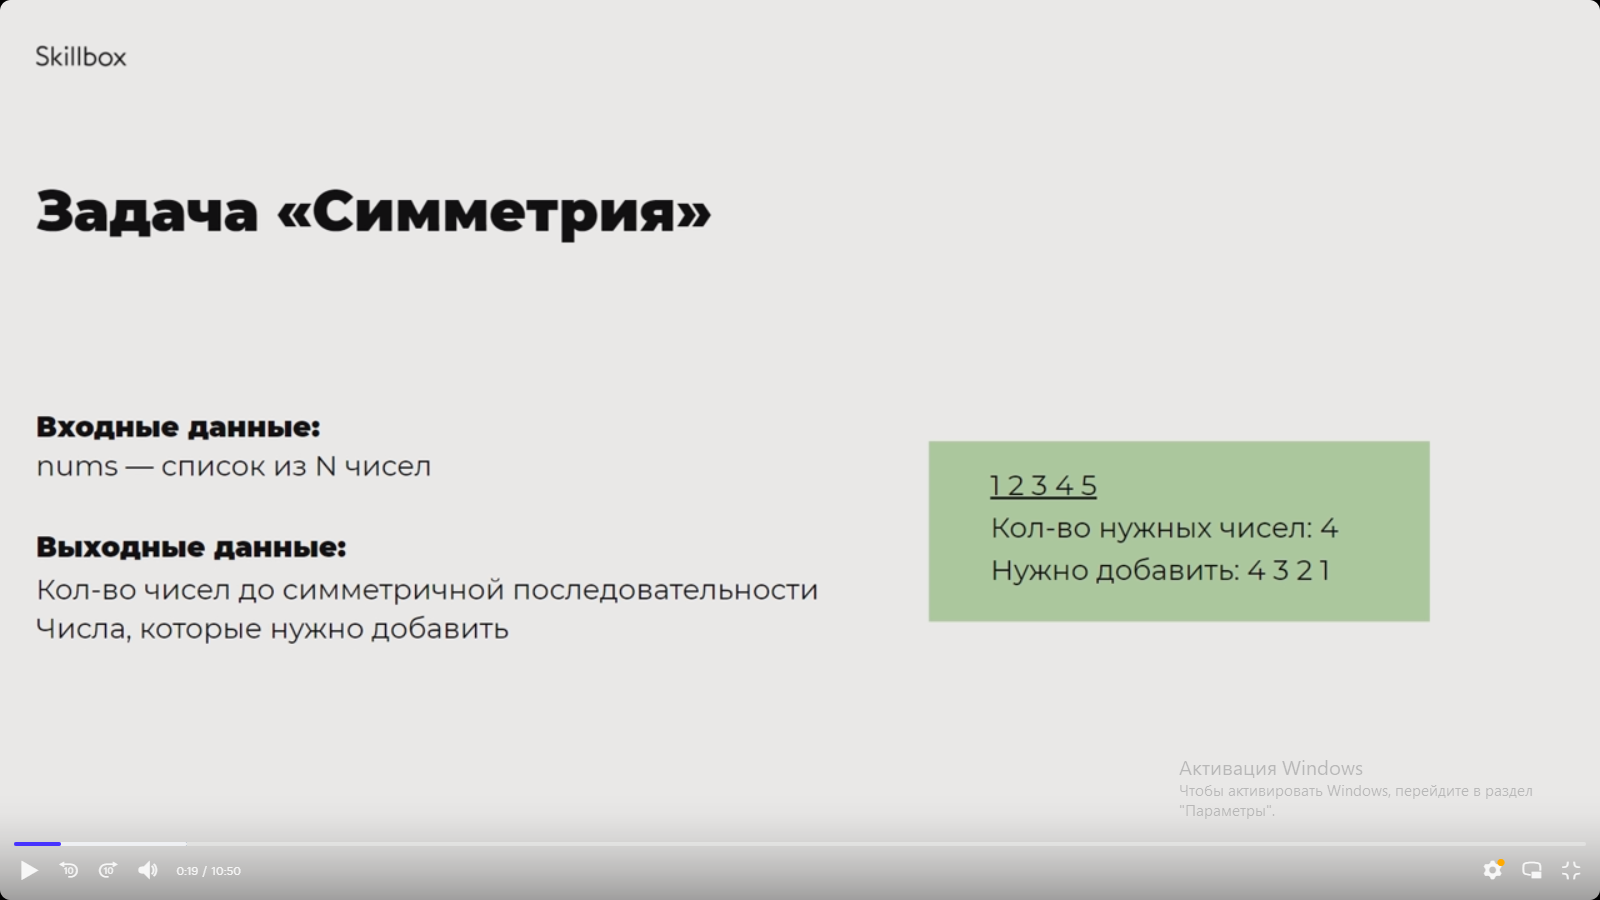 Skillbox
Задача «Симметрия»
Входные данные:
nums — список из N чисел
Выходные данные:
Кол-во чисел до симметричной последовательности
Числа, которые нужно добавить
1 2 3 4 5
Кол-во нужных чисел: 4
Нужно добавить: 4 3 2 1
Активация Windows
Чтобы активировать Windows, перейдите в раздел
"Параметры".
10
10
0:19 / 10:50